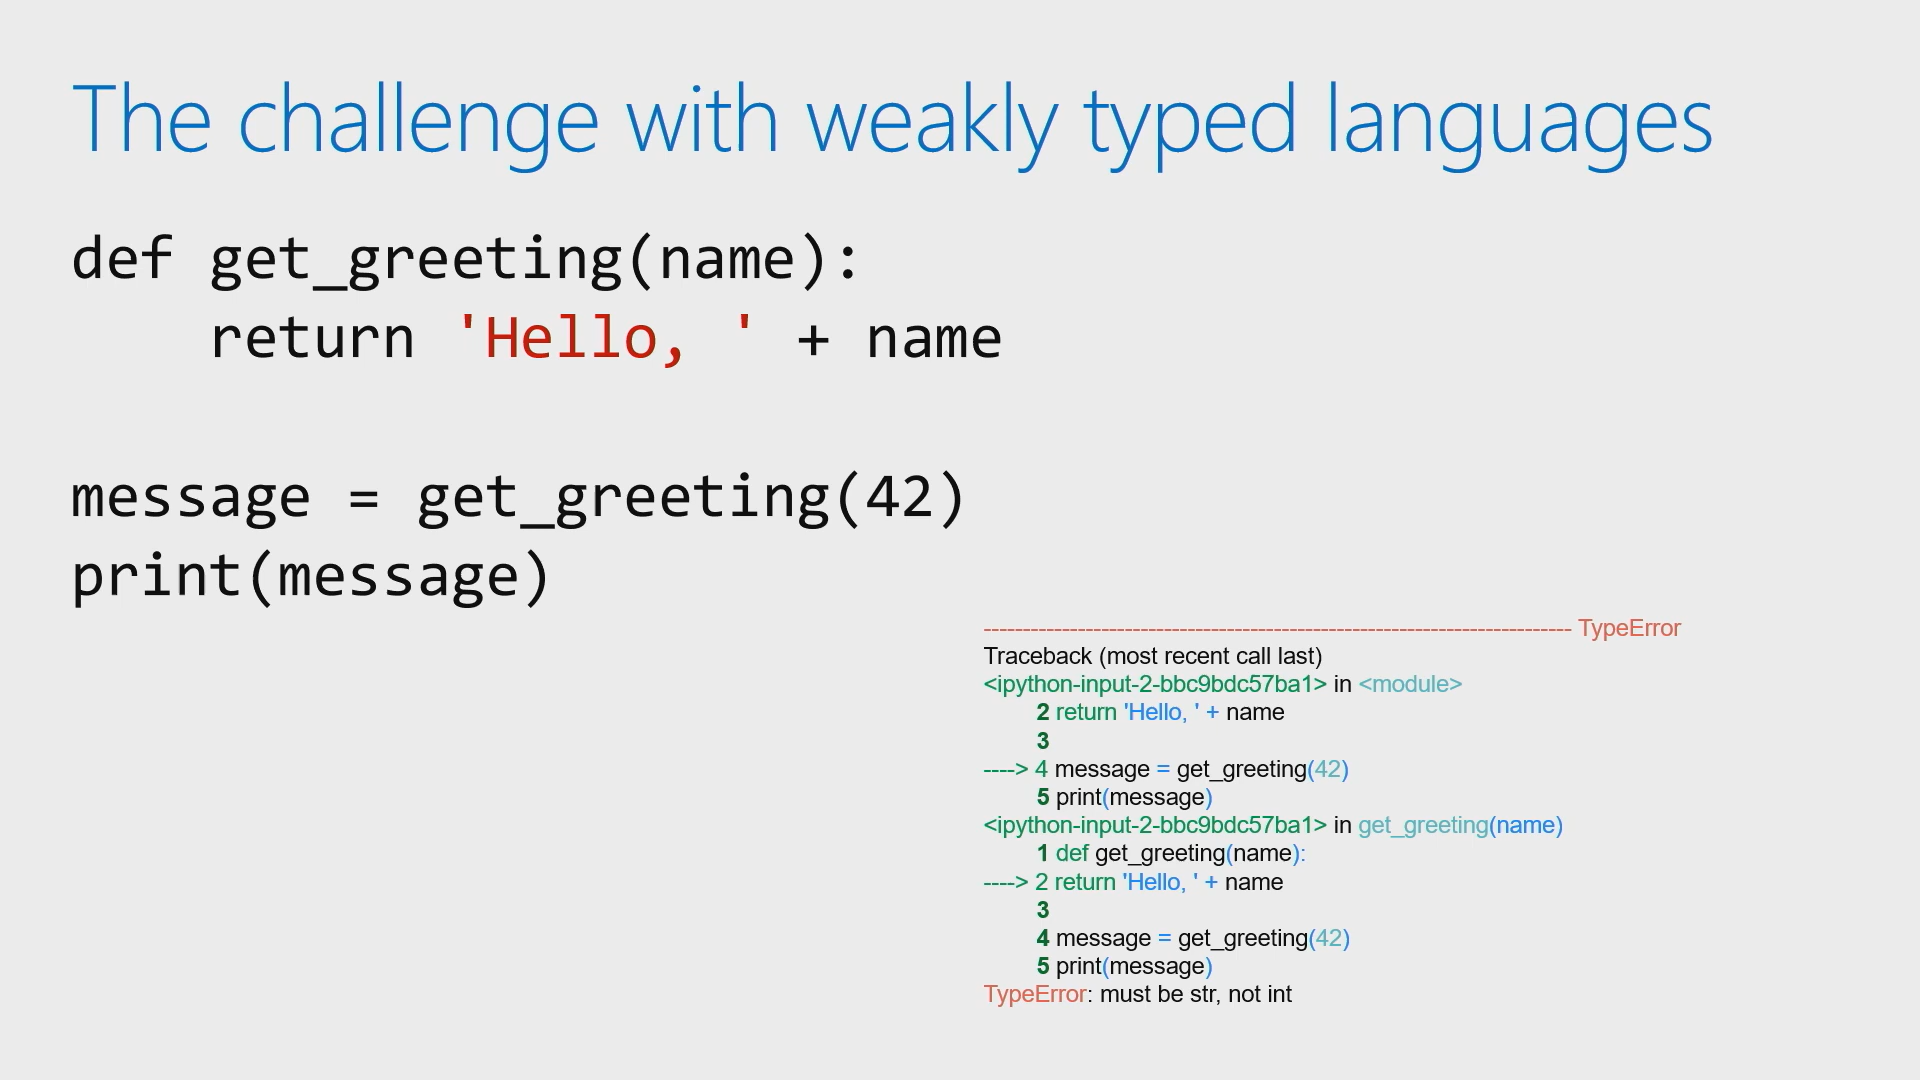 The challenge with weakly typed languages
def get_greeting(name):
    return 'Hello, ' + name
message = get_greeting(42)
print(message)
--------------------------------------------------------------------------- TypeError
Traceback (most recent call last)
<ipython-input-2-bbc9bdc57ba1> in <module>
2 return 'Hello, ' + name
3
----> 4 message = get_greeting(42)
5 print(message)
<ipython-input-2-bbc9bdc57ba1> in get_greeting(name)
1 def get_greeting(name):
----> 2 return 'Hello, ' + name
3
4 message = get_greeting(42)
5 print(message)
TypeError: must be str, not int